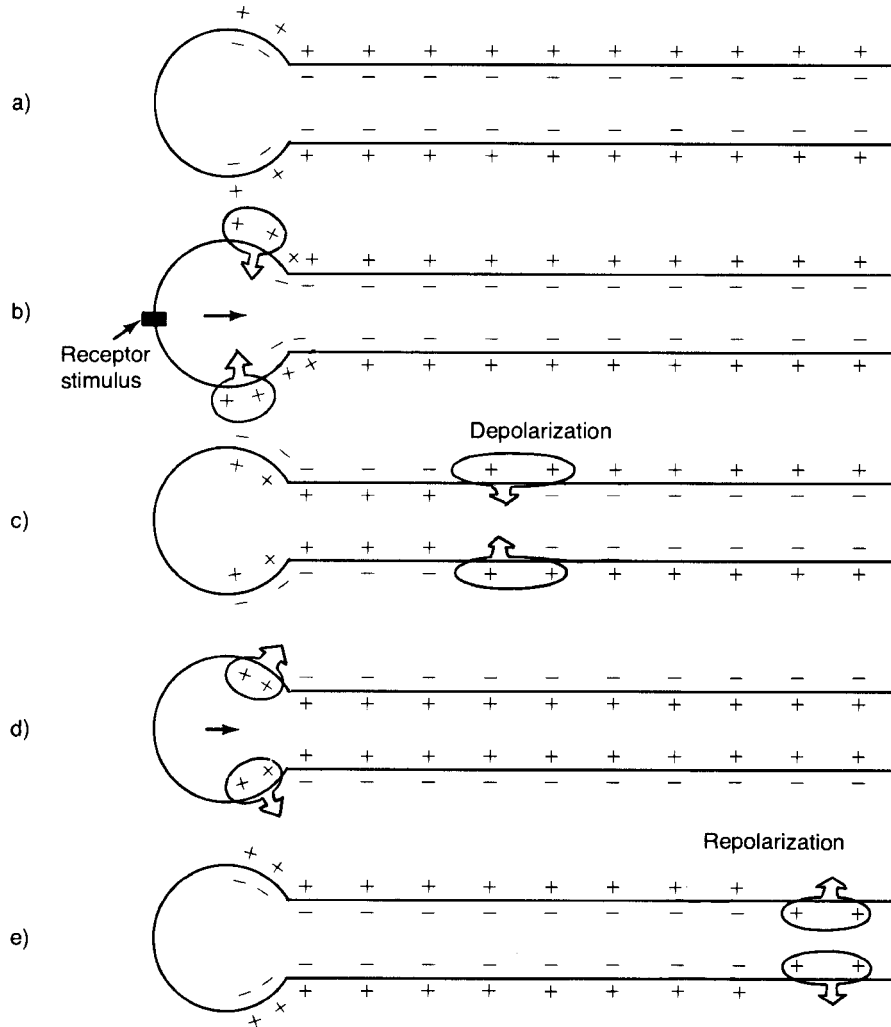 a)
b)
Receptor
stimulus
Depolarization
c)
d)
Repolarization
e)